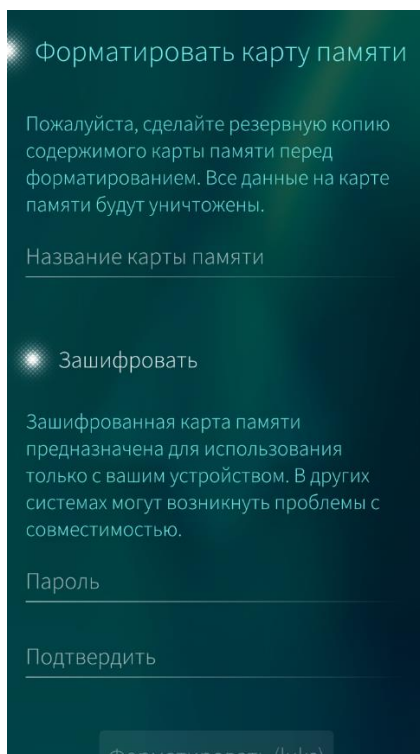 Форматировать карту памяти
Пожалуйста, сделайте резервную копию
содержимого карты памяти перед
форматированием. Все данные на карте
памяти будут уничтожены.
Название карты памяти
Зашифровать
Зашифрованная карта памяти
предназначена для использования
только с вашим устройством. В других
системах могут возникнуть проблемы с
совместимостью.
Пароль
Подтвердить
Форматировать (luks)